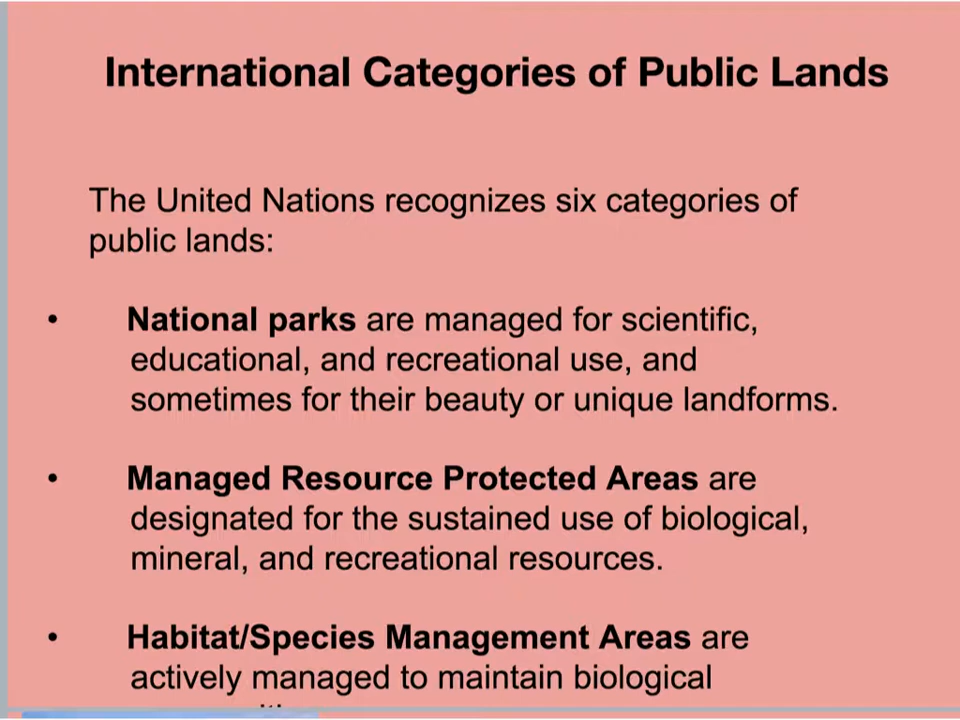 International Categories of Public Lands
The United Nations recognizes six categories of
public lands:
• National parks are managed for scientific,
educational, and recreational use, and
sometimes for their beauty or unique landforms.
• Managed Resource Protected Areas are
designated for the sustained use of biological,
mineral, and recreational resources.
• Habitat/Species Management Areas are
actively managed to maintain biological